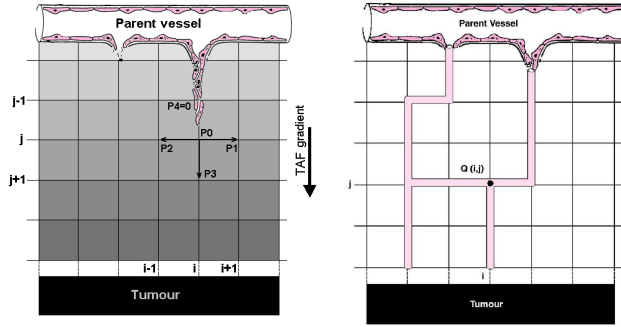 Parent vessel
j-1
P4=0
j
P0
P2
P1
j+1
P3
i-1
i
i+1
Tumour
TAF gradient
Parent Vessel
Q (i,j)
j
i
Tumour